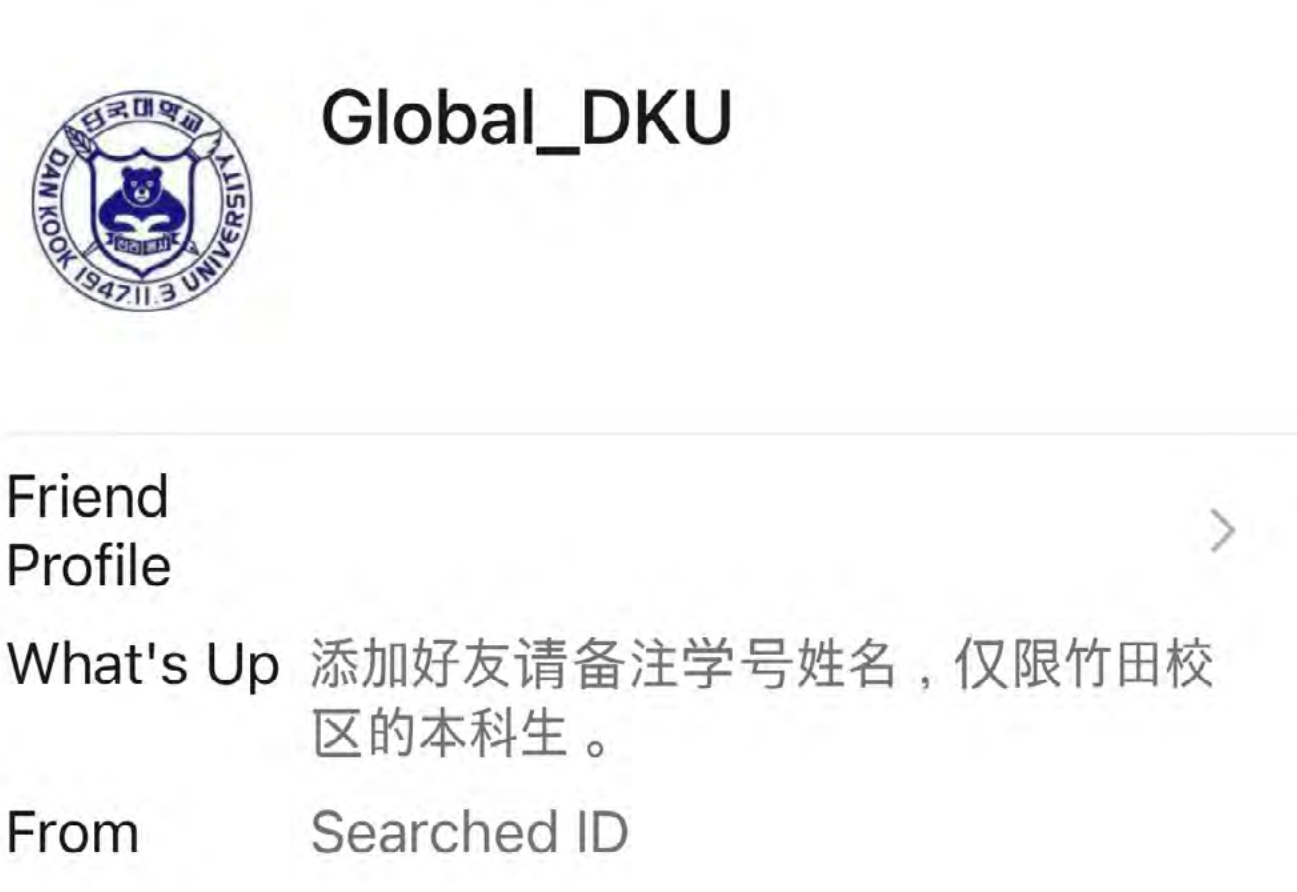 단국대학교
DAN KOOK 1947.11.3 UNIVERSITY
Global_DKU
Friend
Profile
What's Up 添加好友请备注学号姓名，仅限竹田校
区的本科生。
From Searched ID